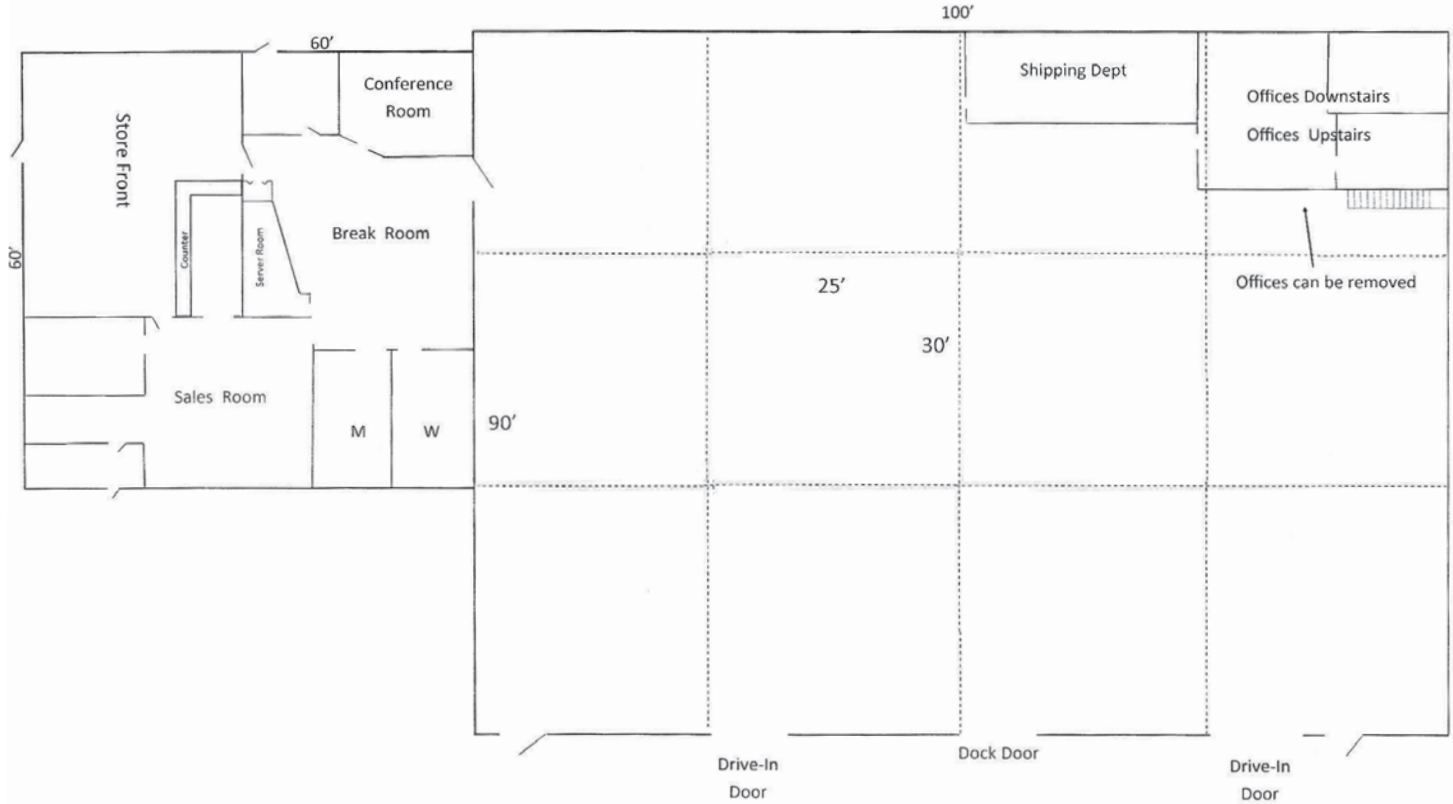 100'
60'
Conference
Room
Shipping Dept
Offices Downstairs
Offices Upstairs
Store Front
60'
Counter
Server Room
Break Room
25'
Offices can be removed
30'
Sales Room
M
W
90'
Drive-In
Door
Dock Door
Drive-In
Door